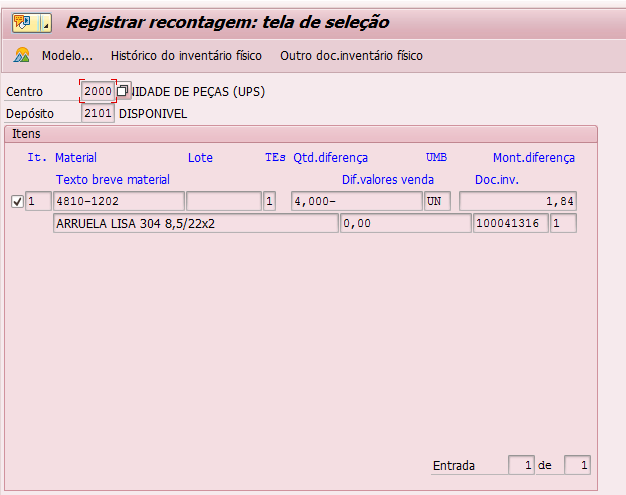 Registrar recontagem: tela de seleção
Modelo... Histórico do inventário físico Outro doc.inventário físico
Centro 2000 NIDADE DE PEÇAS (UPS)
Depósito 2101 DISPONIVEL
Itens
It. Material Lote TEs Qtd.diferença UMB Mont.diferença
Texto breve material Dif.valores venda Doc.inv.
1 4810-1202 1 4,000- UN 1,84
ARRUELA LISA 304 8,5/22x2 0,00 100041316 1
Entrada 1 de 1